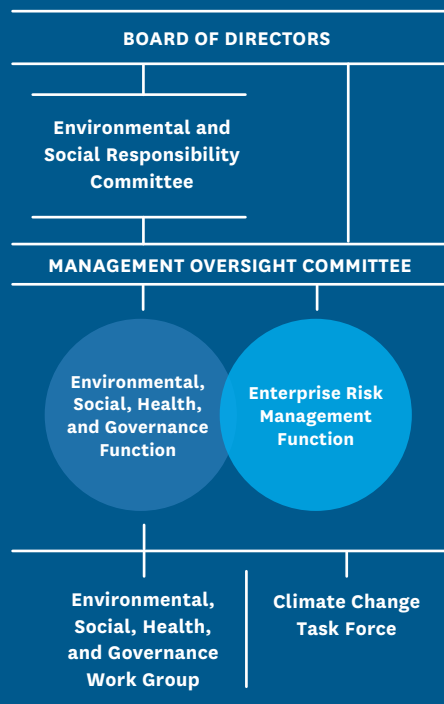 BOARD OF DIRECTORS
Environmental and
Social Responsibility
Committee
MANAGEMENT OVERSIGHT COMMITTEE
Environmental,
Social, Health,
and Governance
Function
Enterprise Risk
Management
Function
Environmental,
Social, Health,
and Governance
Work Group
Climate Change
Task Force